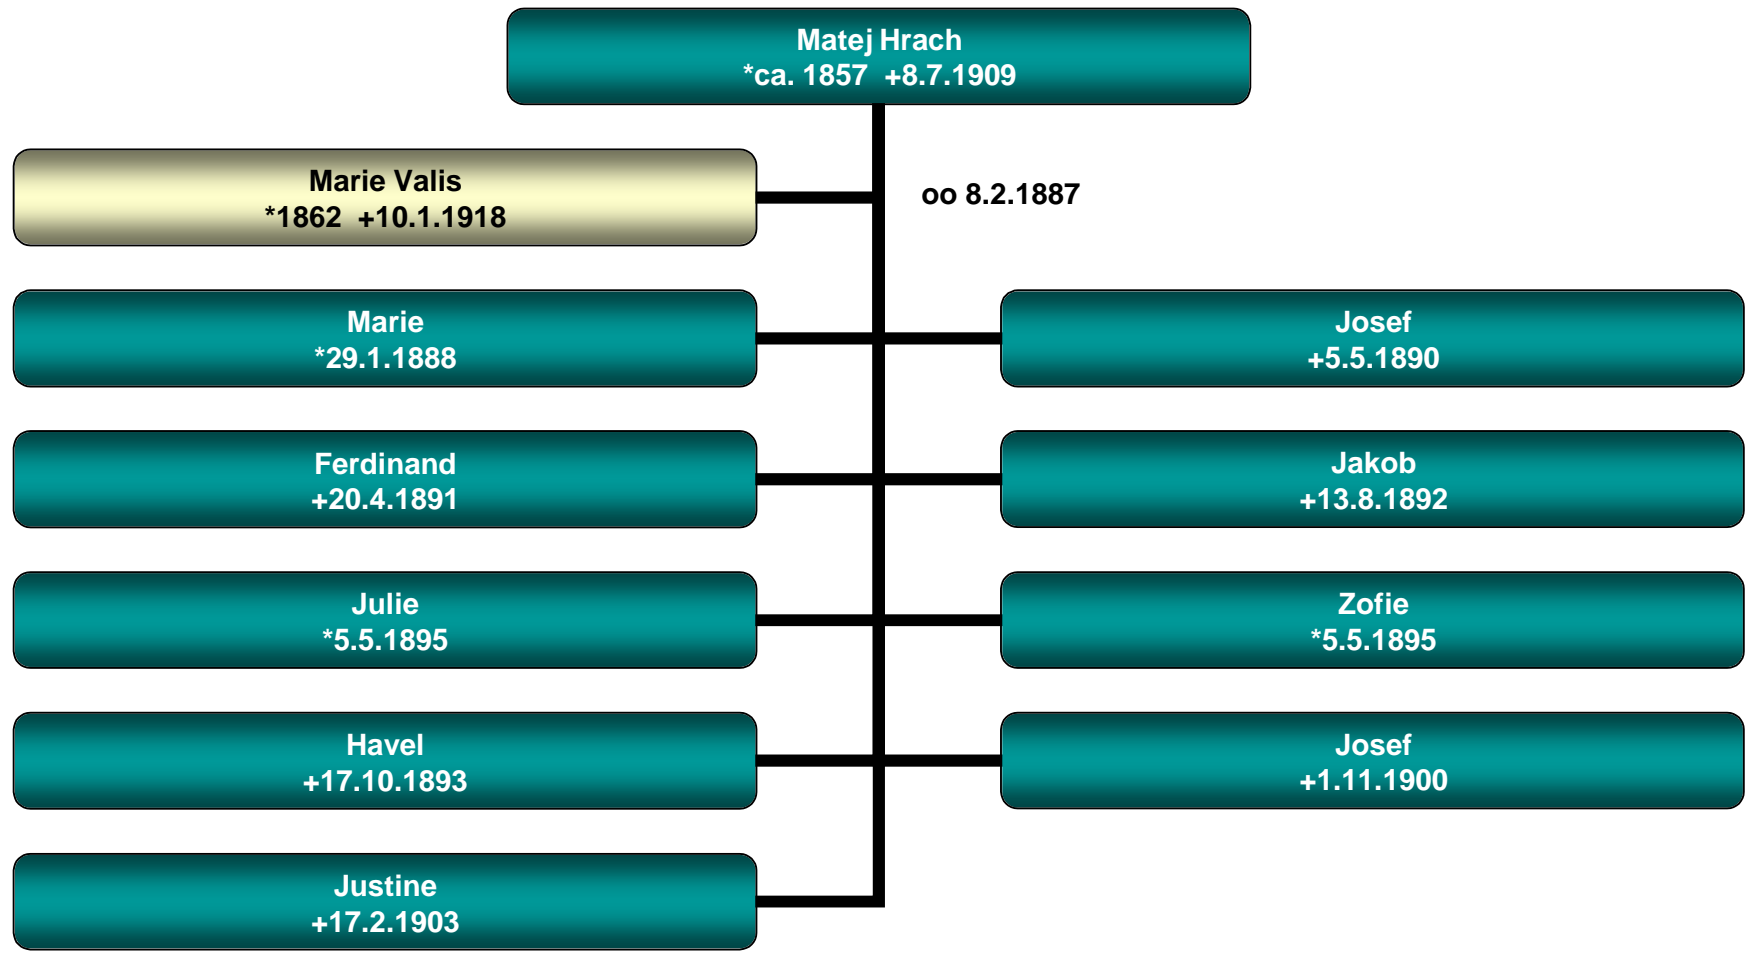 Matej Hrach
*ca. 1857  +8.7.1909
Marie Valis
*1862  +10.1.1918
oo 8.2.1887
Marie
*29.1.1888
Josef
+5.5.1890
Ferdinand
+20.4.1891
Jakob
+13.8.1892
Julie
*5.5.1895
Zofie
*5.5.1895
Havel
+17.10.1893
Josef
+1.11.1900
Justine
+17.2.1903